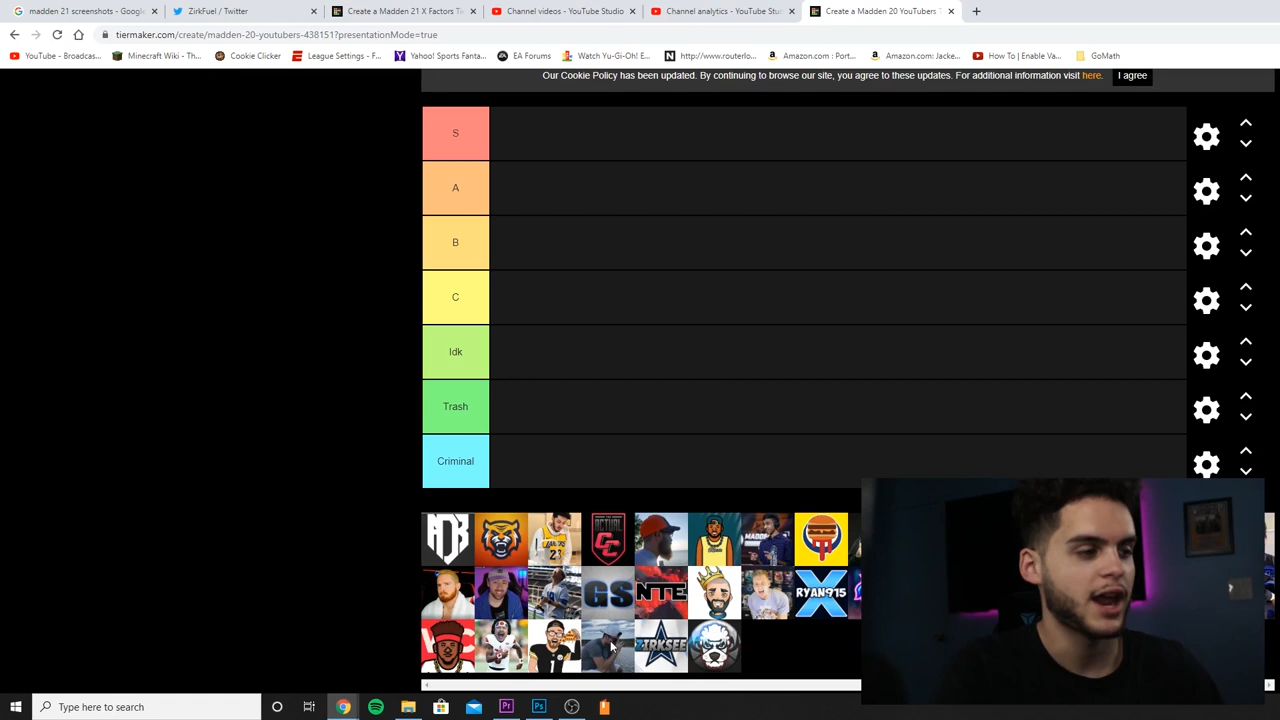 madden 21 screenshots - Google
ZirkFuel / Twitter
Create a Madden 21 X Factors Ti
Channel videos - YouTube Studio
Channel analytics - YouTube Stu
Create a Madden 20 YouTubers T
tiermaker.com/create/madden-20-youtubers-438151?presentationMode=true
YouTube - Broadcas...
Minecraft Wiki - Th...
Cookie Clicker
League Settings - F...
Yahoo! Sports Fanta...
EA Forums
Watch Yu-Gi-Oh! E...
http://www.routerlo...
Amazon.com : Port...
Amazon.com: Jacke...
How To | Enable Va...
GoMath
Our Cookie Policy has been updated. By continuing to browse our site, you agree to these updates. For additional information visit here. I agree
S
A
B
C
Idk
Trash
Criminal
ACTUAL
CC
MADDE
GS
NTE
RYAN915
ZIRKSEE
Type here to search